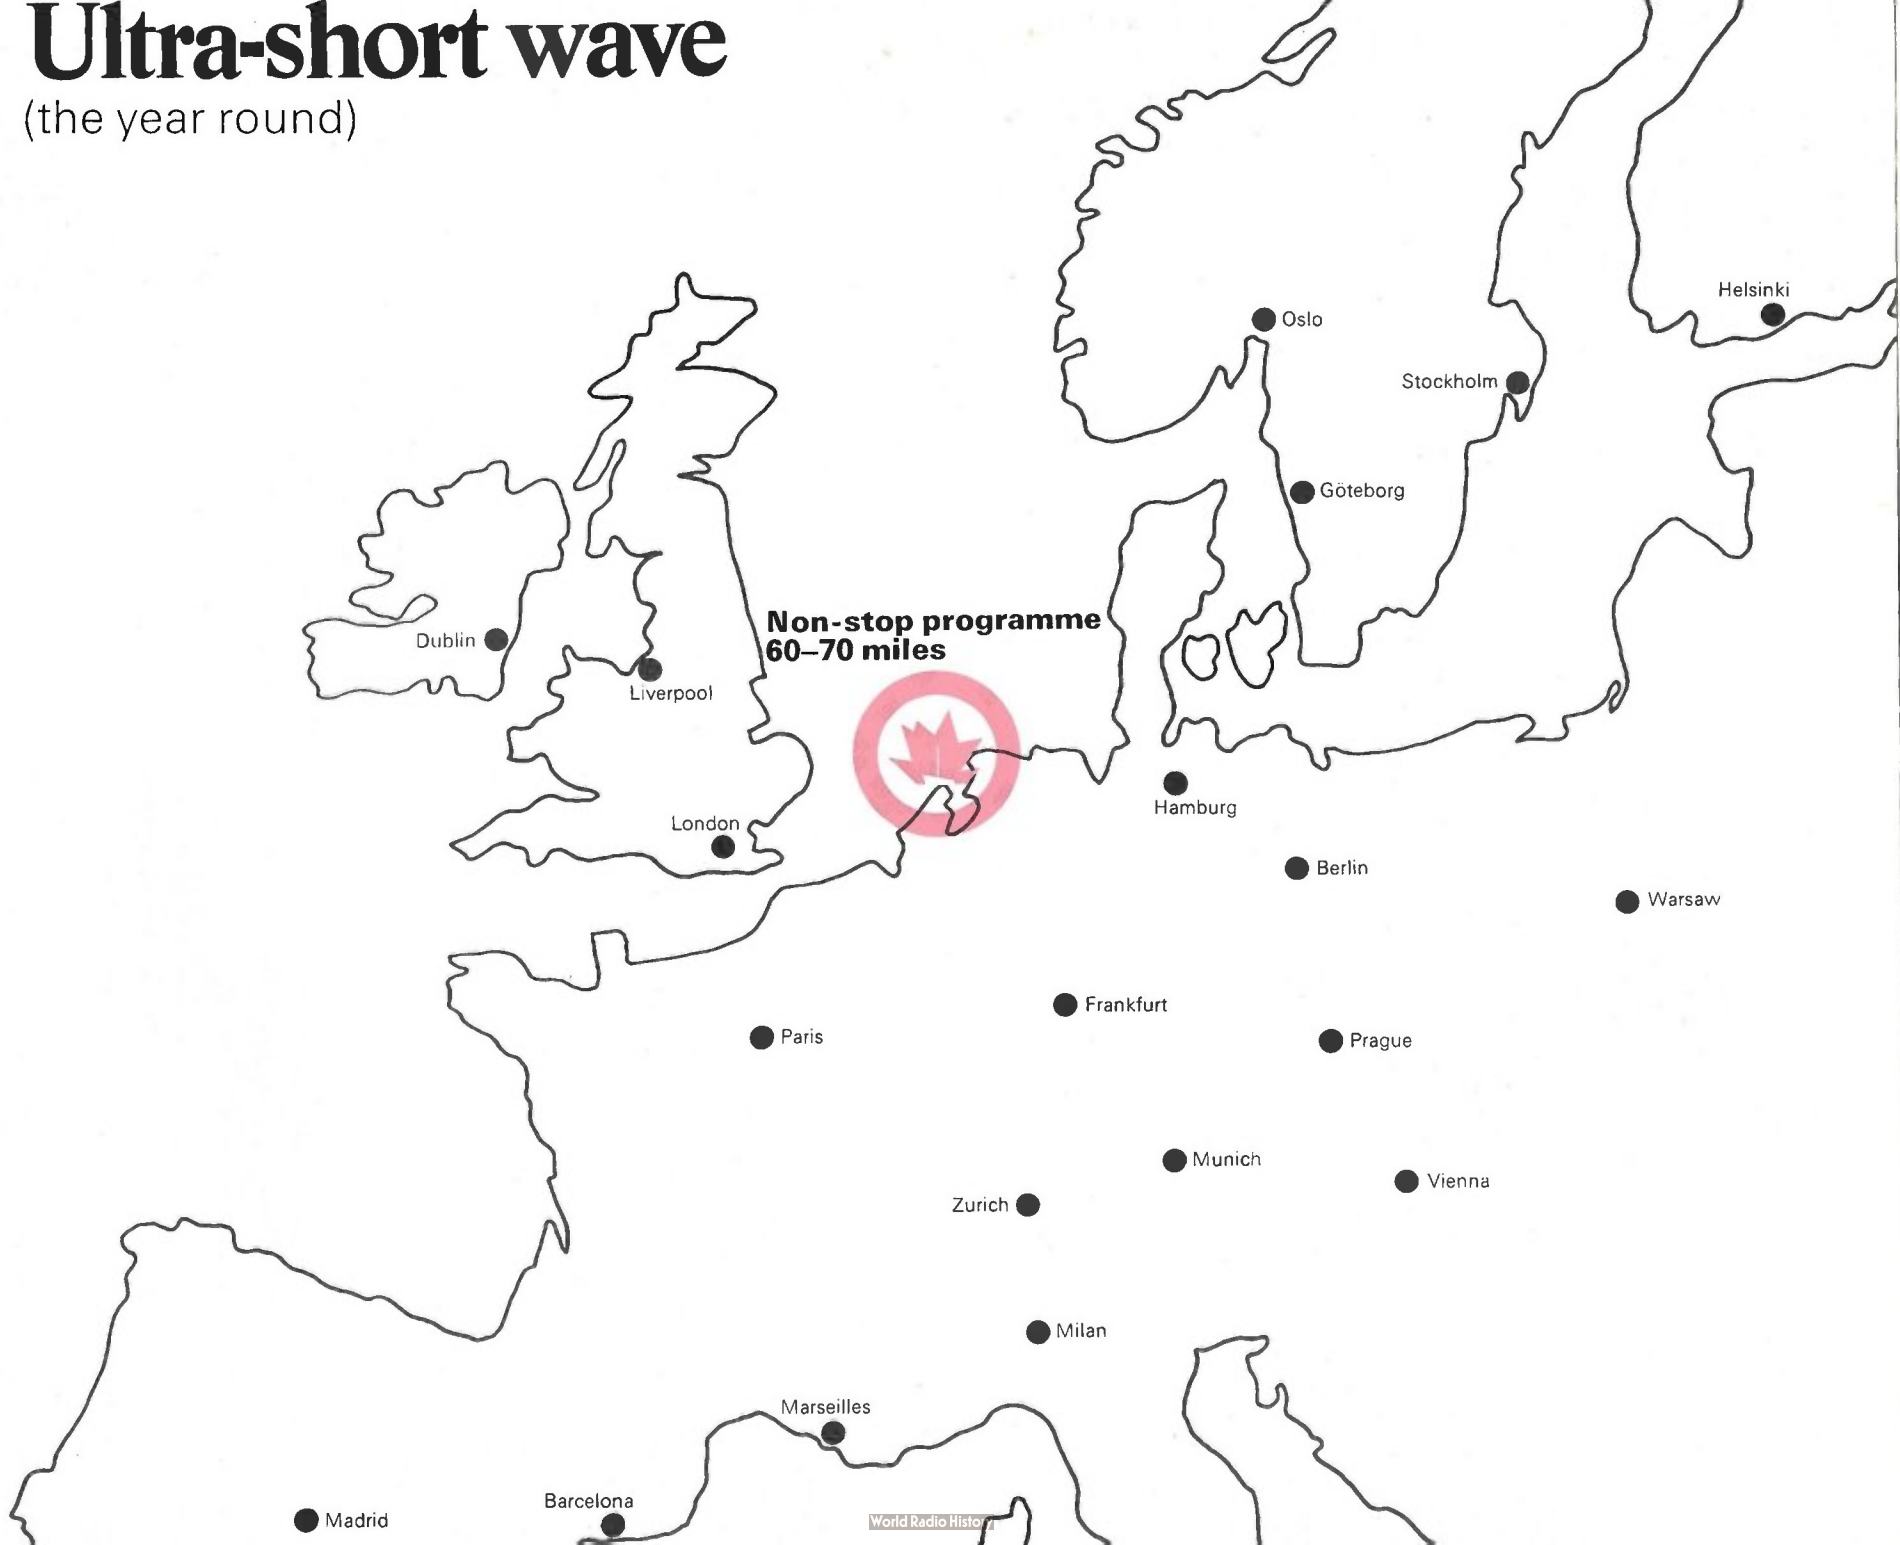 Ultra-short wave
(the year round)
Helsinki
Oslo
Stockholm
Göteborg
Non-stop programme
60–70 miles
Dublin
Liverpool
Hamburg
London
Berlin
Warsaw
Frankfurt
Paris
Prague
Munich
Vienna
Zurich
Milan
Marseilles
Barcelona
Madrid
World Radio History